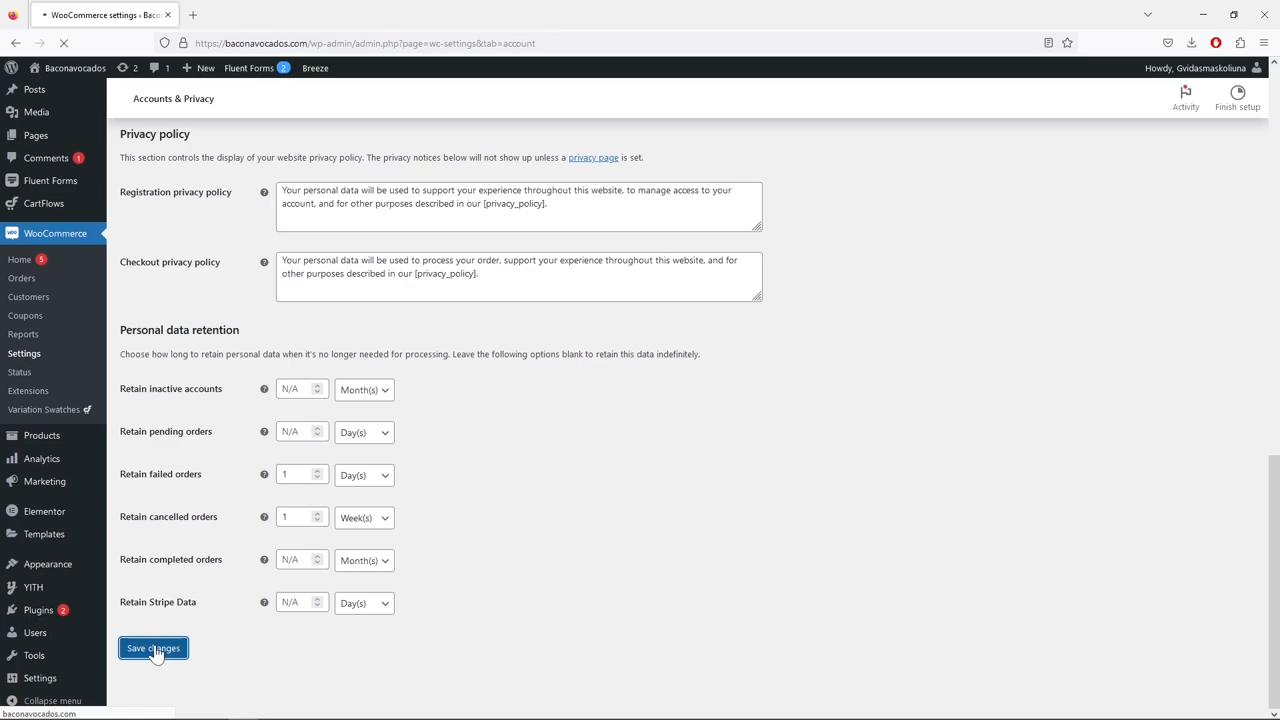 WooCommerce settings ‹ Baco
https://baconavocados.com/wp-admin/admin.php?page=wc-settings&tab=account
Baconavocados
2
1
New
Fluent Forms 2
Breeze
Howdy, Gvidasmaskoliuna
Posts
Media
Pages
Comments 1
Fluent Forms
CartFlows
WooCommerce
Home 5
Orders
Customers
Coupons
Reports
Settings
Status
Extensions
Variation Swatches
Products
Analytics
Marketing
Elementor
Templates
Appearance
YITH
Plugins 2
Users
Tools
Settings
Collapse menu
baconavocados.com
Accounts & Privacy
Activity
Finish setup
Privacy policy
This section controls the display of your website privacy policy. The privacy notices below will not show up unless a privacy page is set.
Registration privacy policy
Your personal data will be used to support your experience throughout this website, to manage access to your
account, and for other purposes described in our [privacy_policy].
Checkout privacy policy
Your personal data will be used to process your order, support your experience throughout this website, and for
other purposes described in our [privacy_policy].
Personal data retention
Choose how long to retain personal data when it's no longer needed for processing. Leave the following options blank to retain this data indefinitely.
Retain inactive accounts N/A Month(s)
Retain pending orders N/A Day(s)
Retain failed orders 1 Day(s)
Retain cancelled orders 1 Week(s)
Retain completed orders N/A Month(s)
Retain Stripe Data N/A Day(s)
Save changes